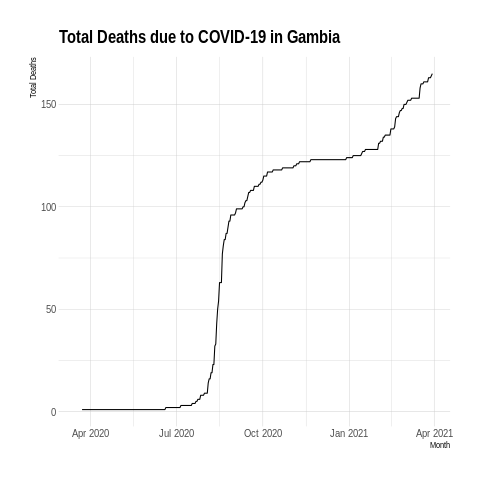 Total Deaths due to COVID-19 in Gambia
Total Deaths
150
100
50
0
Apr 2020 Jul 2020 Oct 2020 Jan 2021 Apr 2021
Month